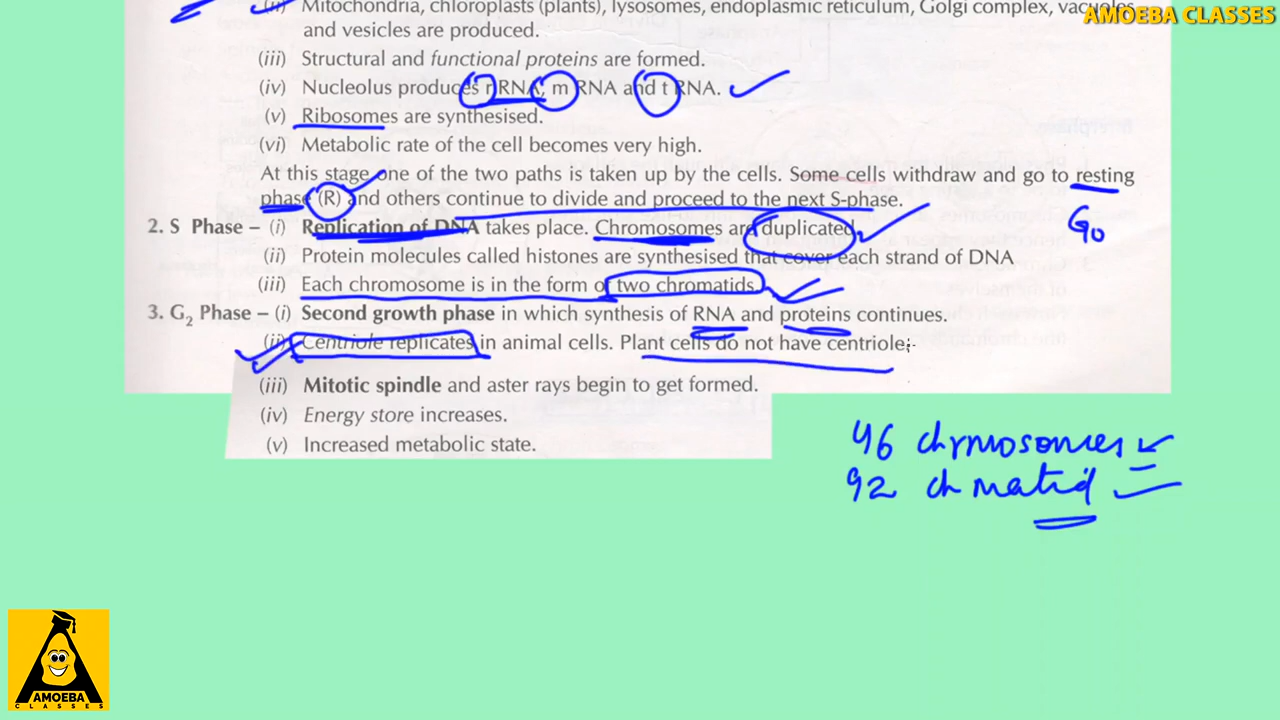 (ii) Mitochondria, chloroplasts (plants), lysosomes, endoplasmic reticulum, Golgi complex, vacuoles
AMOEBA CLASSES
and vesicles are produced.
(iii) Structural and functional proteins are formed.
(iv) Nucleolus produces rRNA, m RNA and t RNA.
(v) Ribosomes are synthesised.
(vi) Metabolic rate of the cell becomes very high.
At this stage one of the two paths is taken up by the cells. Some cells withdraw and go to resting
phase (R) and others continue to divide and proceed to the next S-phase.
G0
2. S Phase – (i) Replication of DNA takes place. Chromosomes are duplicated
(ii) Protein molecules called histones are synthesised that cover each strand of DNA
(iii) Each chromosome is in the form of two chromatids.
3. G2 Phase – (i) Second growth phase in which synthesis of RNA and proteins continues.
(ii) Centriole replicates in animal cells. Plant cells do not have centriole.
(iii) Mitotic spindle and aster rays begin to get formed.
(iv) Energy store increases.
(v) Increased metabolic state.
46 chrmosomes
92 chmatid
AMOEBA
CLASSES